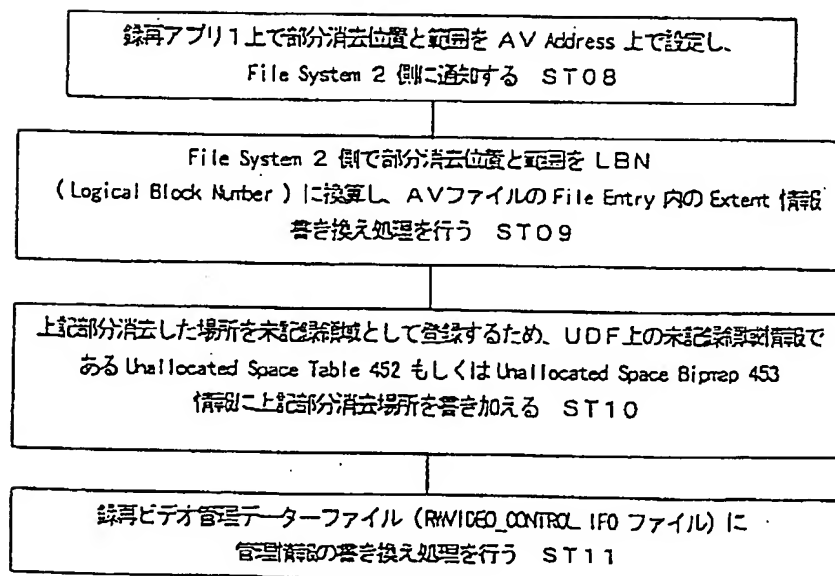 録再アプリ1上で部分消去位置と範囲を AV Address 上で設定し、
File System 2 側に通知する ST08
File System 2 側で部分消去位置と範囲を LBN
( Logical Block Number ) に換算し、AVファイルの File Entry 内の Extent 情報
書き換え処理を行う ST09
上記部分消去した場所を未記録領域として登録するため、UDF上の未記録領域情報で
ある Unallocated Space Table 452 もしくは Unallocated Space Bitmap 453
情報に上記部分消去場所を書き加える ST10
録再ビデオ管理データーファイル (RWVIDEO_CONTROL IFO ファイル) に
管理情報の書き換え処理を行う ST11